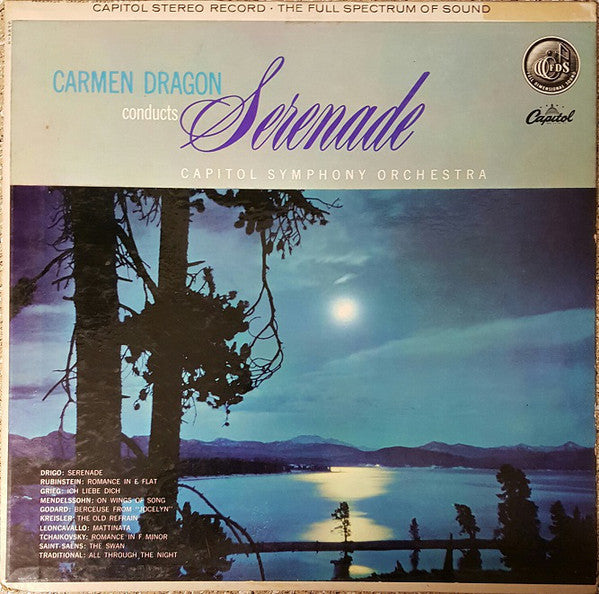 CAPITOL STEREO RECORD · THE FULL SPECTRUM OF SOUND
CARMEN DRAGON
conducts
Serenade
FDS
Capitol
CAPITOL SYMPHONY ORCHESTRA
DRIGO: SERENADE
RUBINSTEIN: ROMANCE IN E FLAT
GRIEG: ICH LIEBE DICH
MENDELSSOHN: ON WINGS OF SONG
GODARD: BERCEUSE FROM "JOCELYN"
KREISLER: THE OLD REFRAIN
LEONCAVALLO: MATTINATA
TCHAIKOVSKY: ROMANCE IN F MINOR
SAINT-SAËNS: THE SWAN
TRADITIONAL: ALL THROUGH THE NIGHT